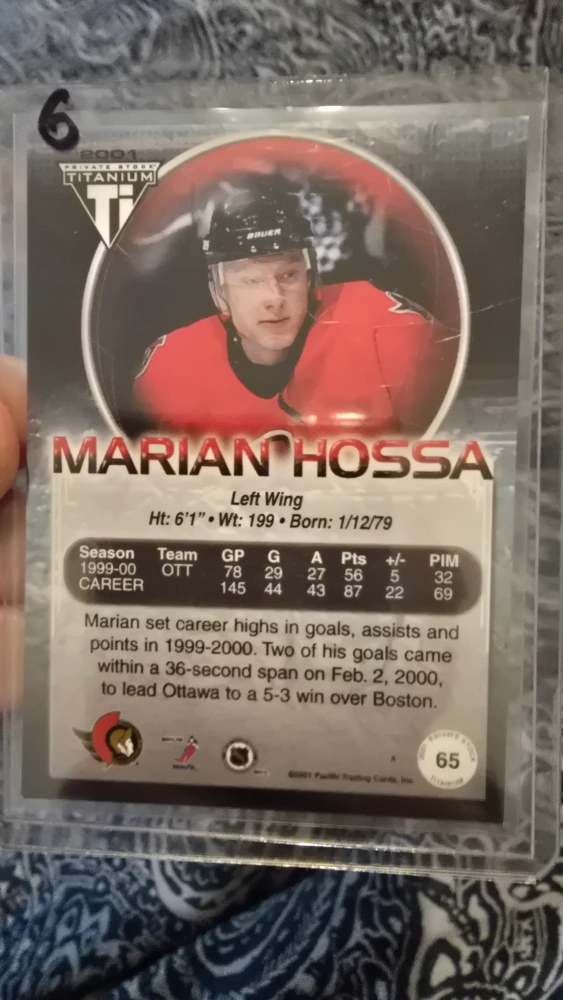 6
2001
PRIVATE STOCK
TITANIUM
Ti
BAUER
MARIAN HOSSA
Left Wing
Ht: 6'1" • Wt: 199 • Born: 1/12/79
Season Team GP G A Pts +/- PIM
1999-00 OTT 78 29 27 56 5 32
CAREER 145 44 43 87 22 69
Marian set career highs in goals, assists and
points in 1999-2000. Two of his goals came
within a 36-second span on Feb. 2, 2000,
to lead Ottawa to a 5-3 win over Boston.
©2001 Pacific Trading Cards, Inc.
PRIVATE STOCK
65
TITANIUM